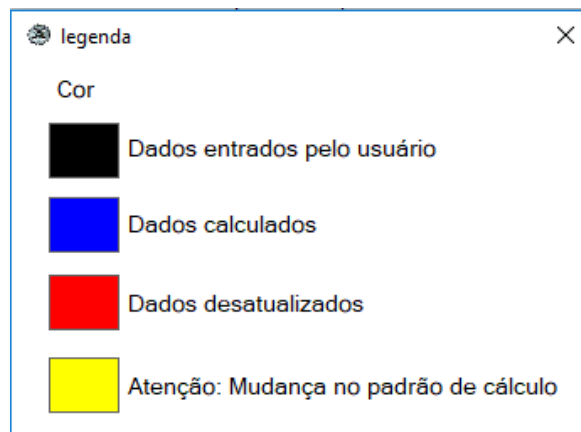 legenda
Cor
Dados entrados pelo usuário
Dados calculados
Dados desatualizados
Atenção: Mudança no padrão de cálculo